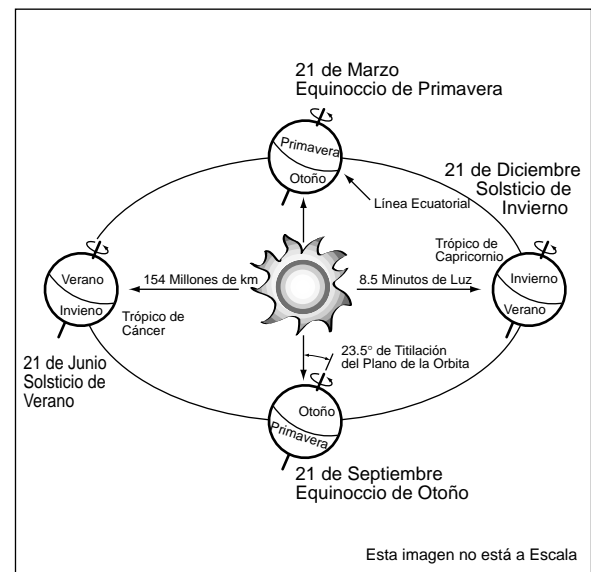 21 de Marzo
Equinoccio de Primavera
Primavera
Otoño
21 de Diciembre
Solsticio de
Invierno
Línea Ecuatorial
Trópico de
Capricornio
Verano
Invieno
154 Millones de km
8.5 Minutos de Luz
Invierno
Verano
Trópico de
Cáncer
21 de Junio
Solsticio de
Verano
23.5° de Titilación
del Plano de la Orbita
Otoño
Primavera
21 de Septiembre
Equinoccio de Otoño
Esta imagen no está a Escala